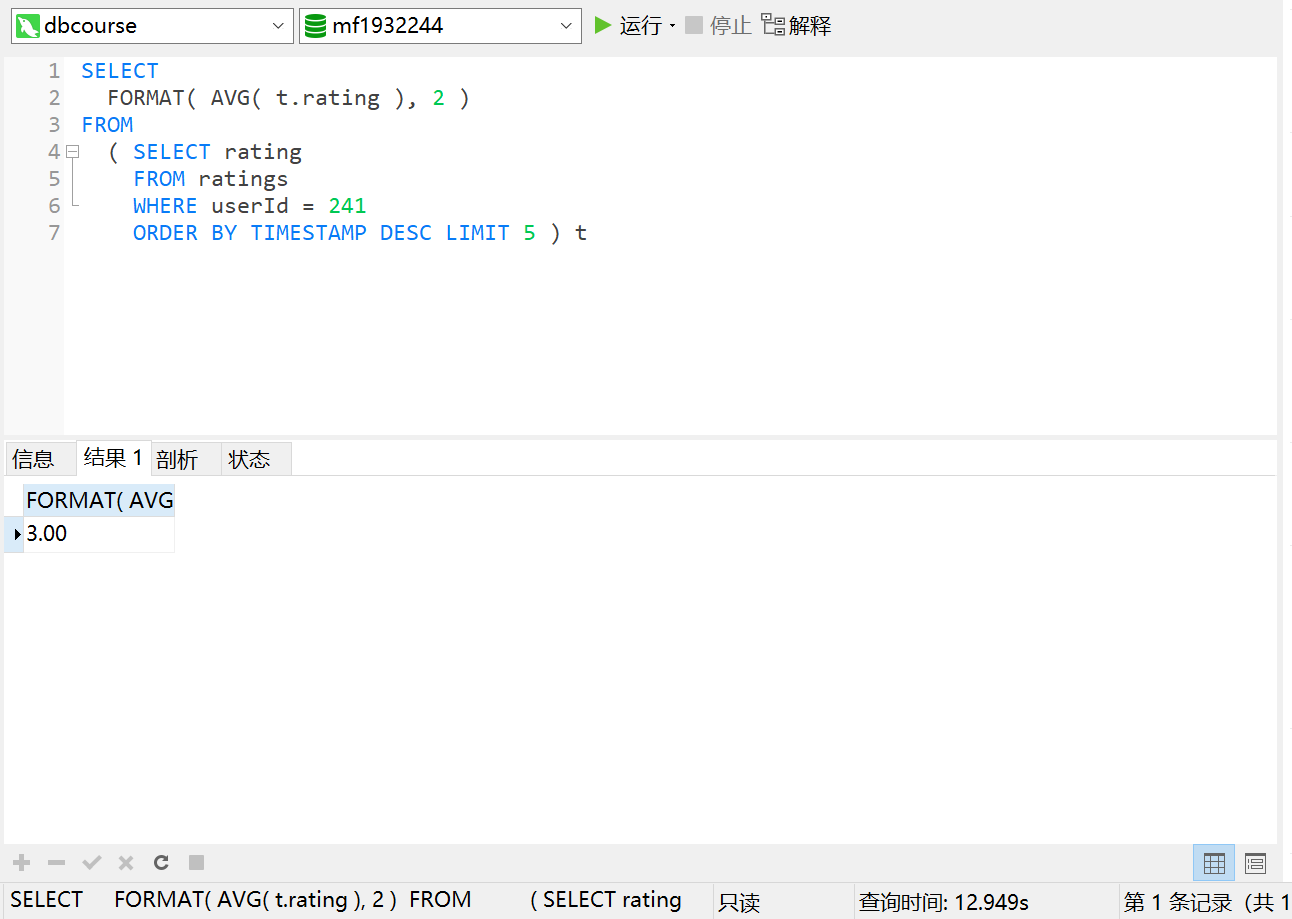 dbcourse mf1932244 运行 停止 解释
1 SELECT
2 FORMAT( AVG( t.rating ), 2 )
3 FROM
4 ( SELECT rating
5 FROM ratings
6 WHERE userId = 241
7 ORDER BY TIMESTAMP DESC LIMIT 5 ) t
信息 结果 1 剖析 状态
FORMAT( AVG
3.00
SELECT FORMAT( AVG( t.rating ), 2 ) FROM ( SELECT rating 只读 查询时间: 12.949s 第 1 条记录 (共 1